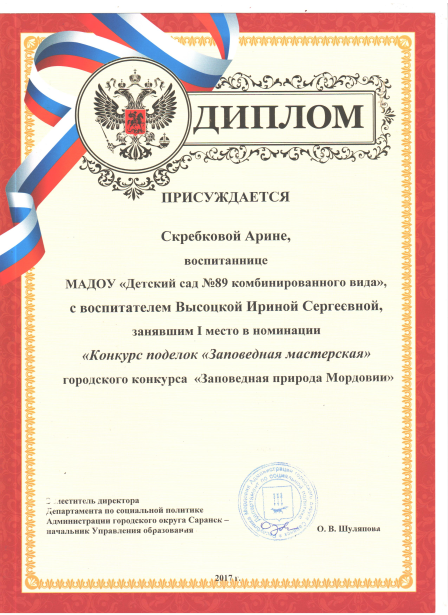 ДИПЛОМ
ПРИСУЖДАЕТСЯ
Скребковой Арине,
воспитаннице
МАДОУ «Детский сад №89 комбинированного вида»,
с воспитателем Высоцкой Ириной Сергеевной,
занявшим I место в номинации
«Конкурс поделок «Заповедная мастерская»
городского конкурса «Заповедная природа Мордовии»
директора
Департамента по социальной политике
Администрации городского округа Саранск –
начальник Управления образования
О. В. Шуляпова
2017 г.